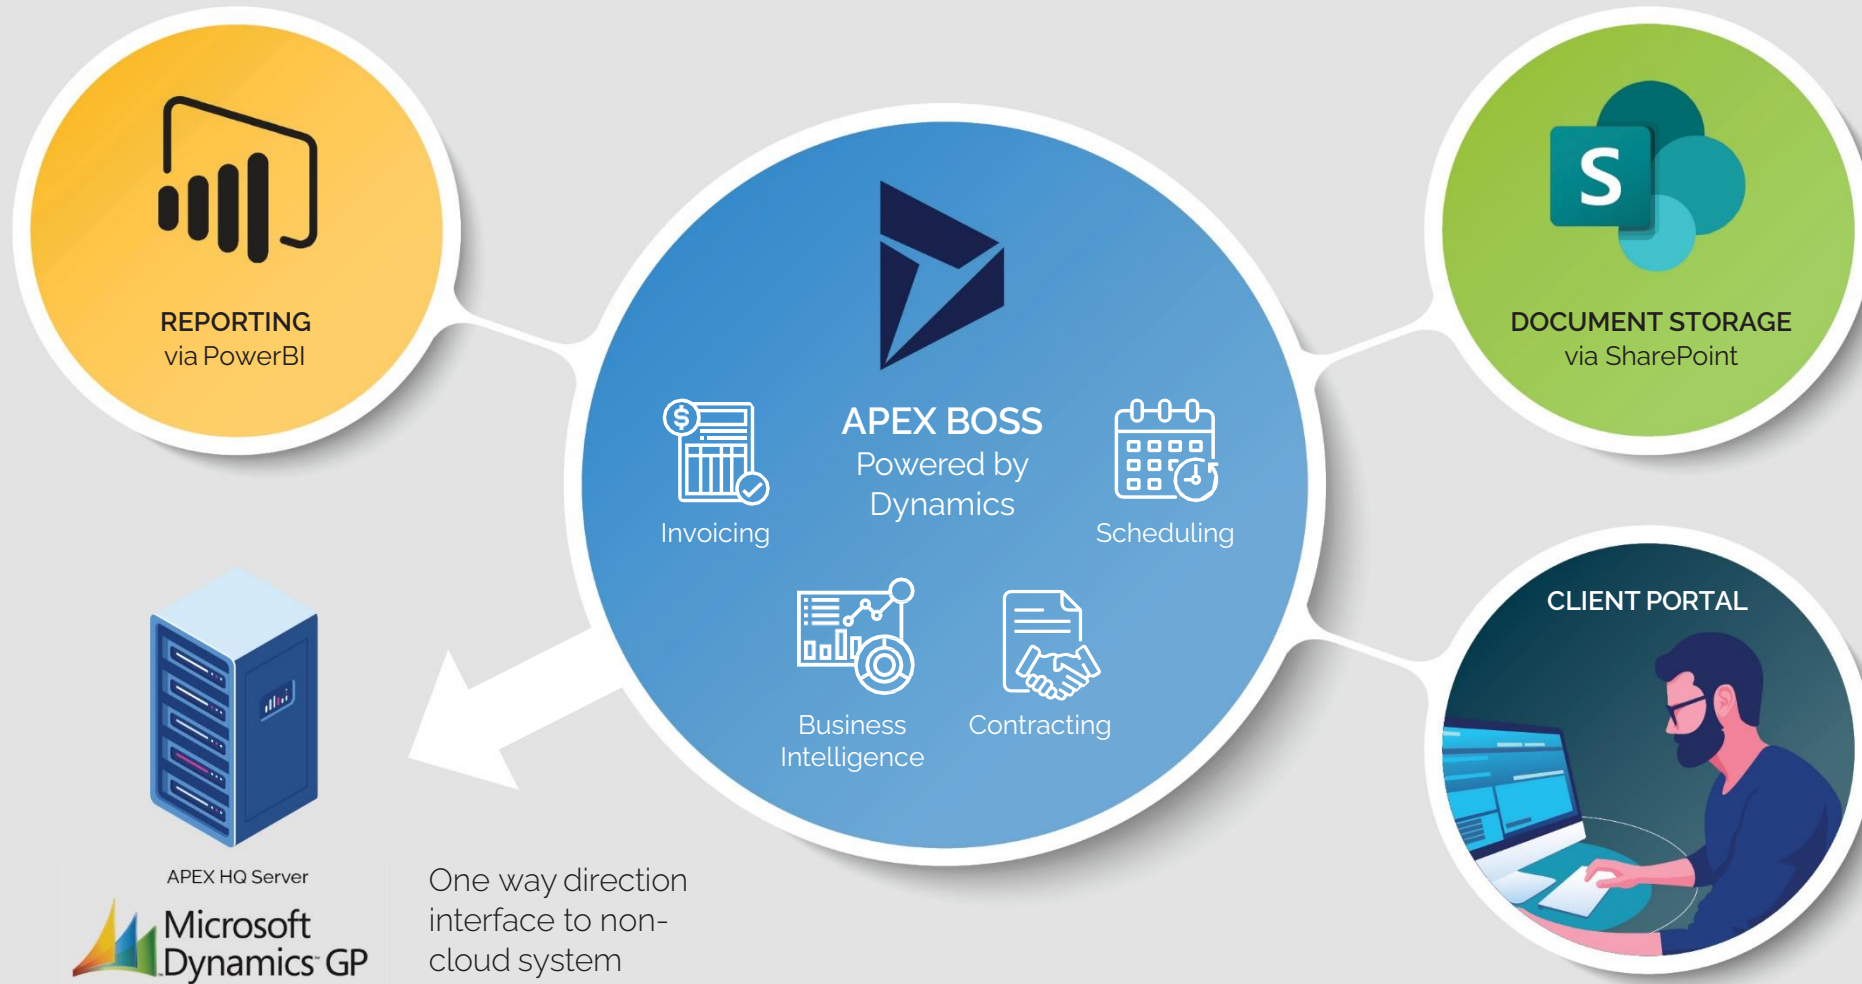 REPORTING
via PowerBI
S
DOCUMENT STORAGE
via SharePoint
APEX BOSS
Powered by
Dynamics
$
Invoicing
Scheduling
Business
Intelligence
Contracting
CLIENT PORTAL
APEX HQ Server
Microsoft
Dynamics™ GP
One way direction
interface to non-
cloud system